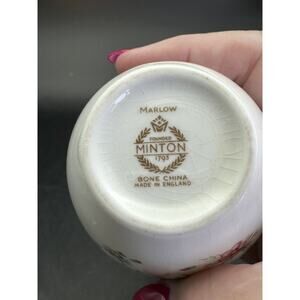 MARLOW
FOUNDED
MINTON
1793
BONE CHINA
MADE IN ENGLAND